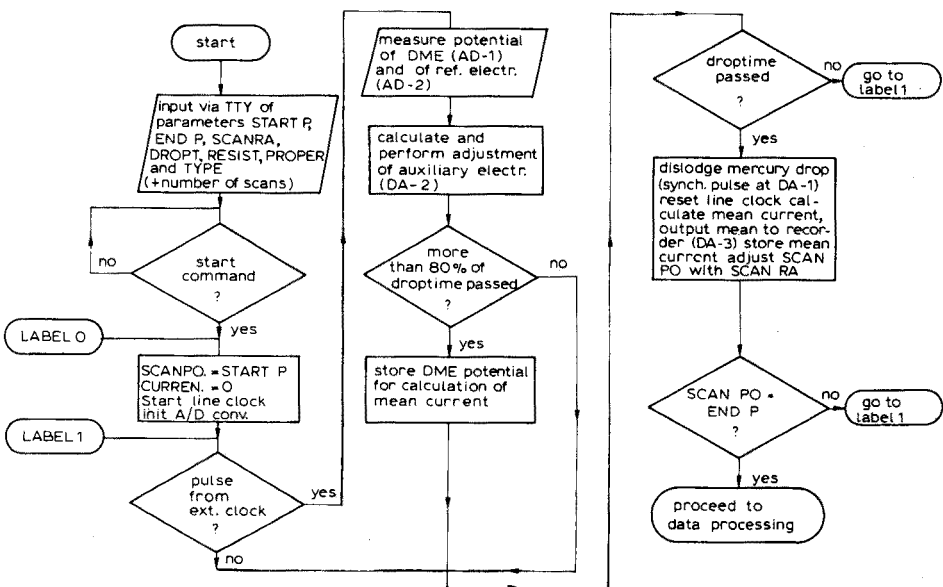 start
input via TTY of
parameters START P,
END P, SCANRA,
DROPT, RESIST, PROPER
and TYPE
(+number of scans)
no
start
command
?
yes
LABEL 0
SCANPO. = START P
CURREN. = 0
Start line clock
init A/D conv.
LABEL 1
pulse
from
ext. clock
?
yes
no
measure potential
of DME (AD-1)
and of ref. electr.
(AD-2)
calculate and
perform adjustment
of auxiliary electr.
(DA-2)
more
than 80% of
droptime passed
?
no
yes
store DME potential
for calculation of
mean current
droptime
passed
?
no
go to
label 1
yes
dislodge mercury drop
(synch. pulse at DA-1)
reset line clock cal-
culate mean current,
output mean to recor-
der (DA-3) store mean
current adjust SCAN
PO with SCAN RA
SCAN PO =
END P
?
no
go to
label 1
yes
proceed to
data processing